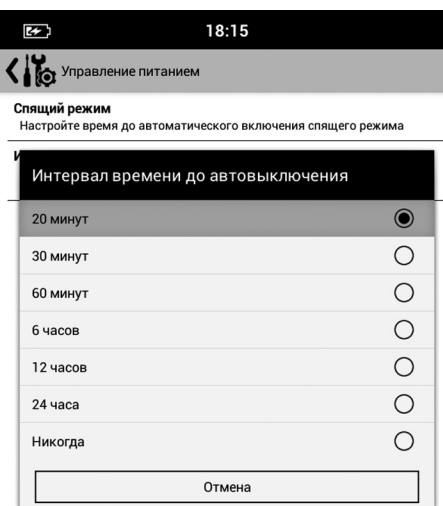 18:15
Управление питанием
Спящий режим
Настройте время до автоматического включения спящего режима
Интервал времени до автовыключения
20 минут
30 минут
60 минут
6 часов
12 часов
24 часа
Никогда
Отмена